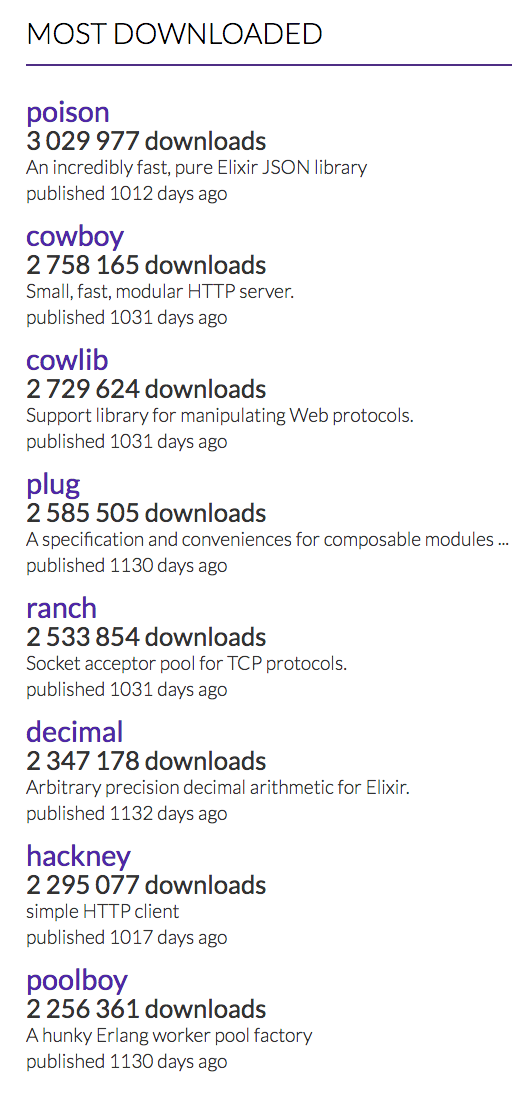 MOST DOWNLOADED
poison
3 029 977 downloads
An incredibly fast, pure Elixir JSON library
published 1012 days ago
cowboy
2 758 165 downloads
Small, fast, modular HTTP server.
published 1031 days ago
cowlib
2 729 624 downloads
Support library for manipulating Web protocols.
published 1031 days ago
plug
2 585 505 downloads
A specification and conveniences for composable modules ...
published 1130 days ago
ranch
2 533 854 downloads
Socket acceptor pool for TCP protocols.
published 1031 days ago
decimal
2 347 178 downloads
Arbitrary precision decimal arithmetic for Elixir.
published 1132 days ago
hackney
2 295 077 downloads
simple HTTP client
published 1017 days ago
poolboy
2 256 361 downloads
A hunky Erlang worker pool factory
published 1130 days ago